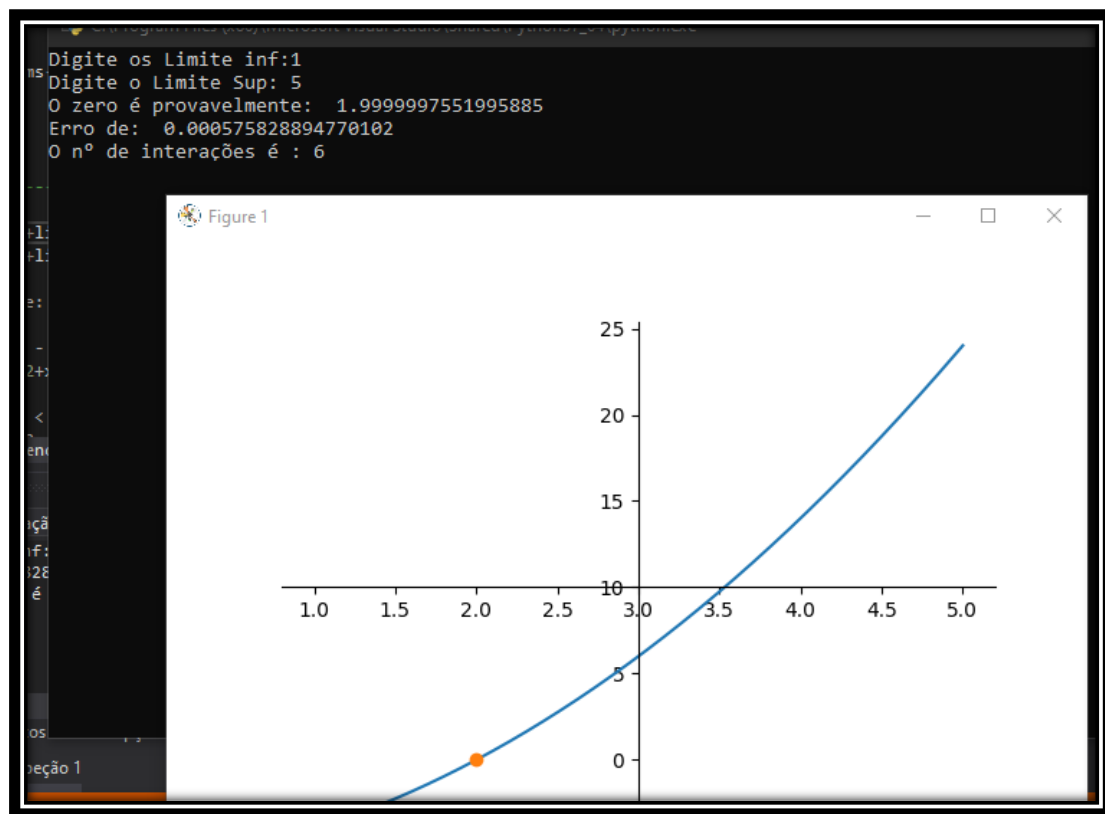 Digite os Limite inf:1
Digite o Limite Sup: 5
O zero é provavelmente:  1.9999997551995885
Erro de:  0.000575828894770102
O nº de interações é : 6
Figure 1
25
20
15
10
1.0 1.5 2.0 2.5 3.0 3.5 4.0 4.5 5.0
5
0
peção 1